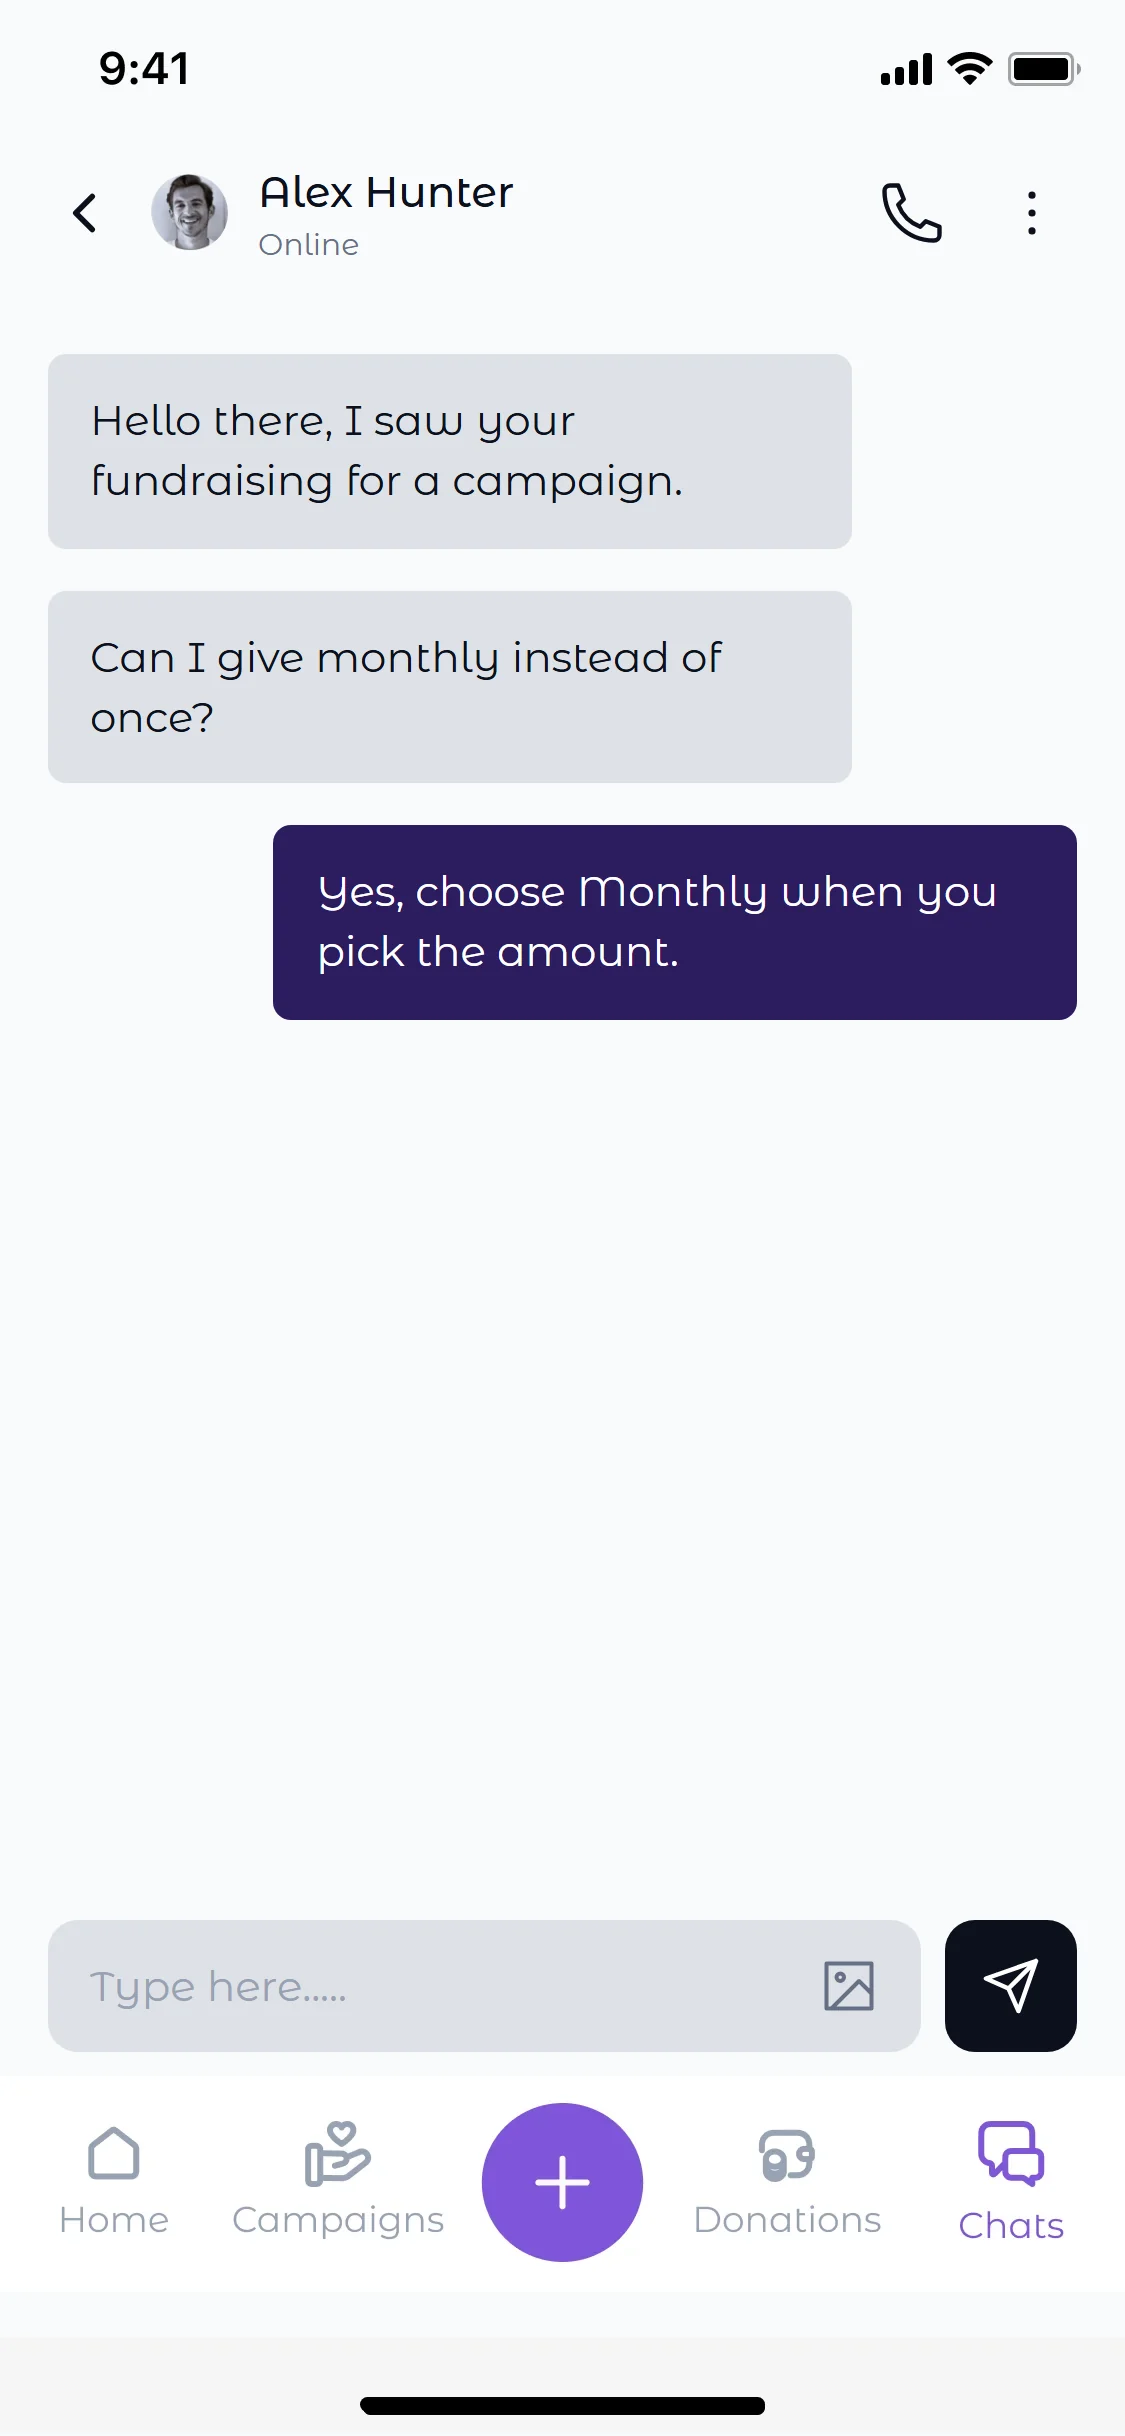 9:41
Alex Hunter
Online
Hello there, I saw your
fundraising for a campaign.
Can I give monthly instead of
once?
Yes, choose Monthly when you
pick the amount.
Type here.....
Home
Campaigns
Donations
Chats